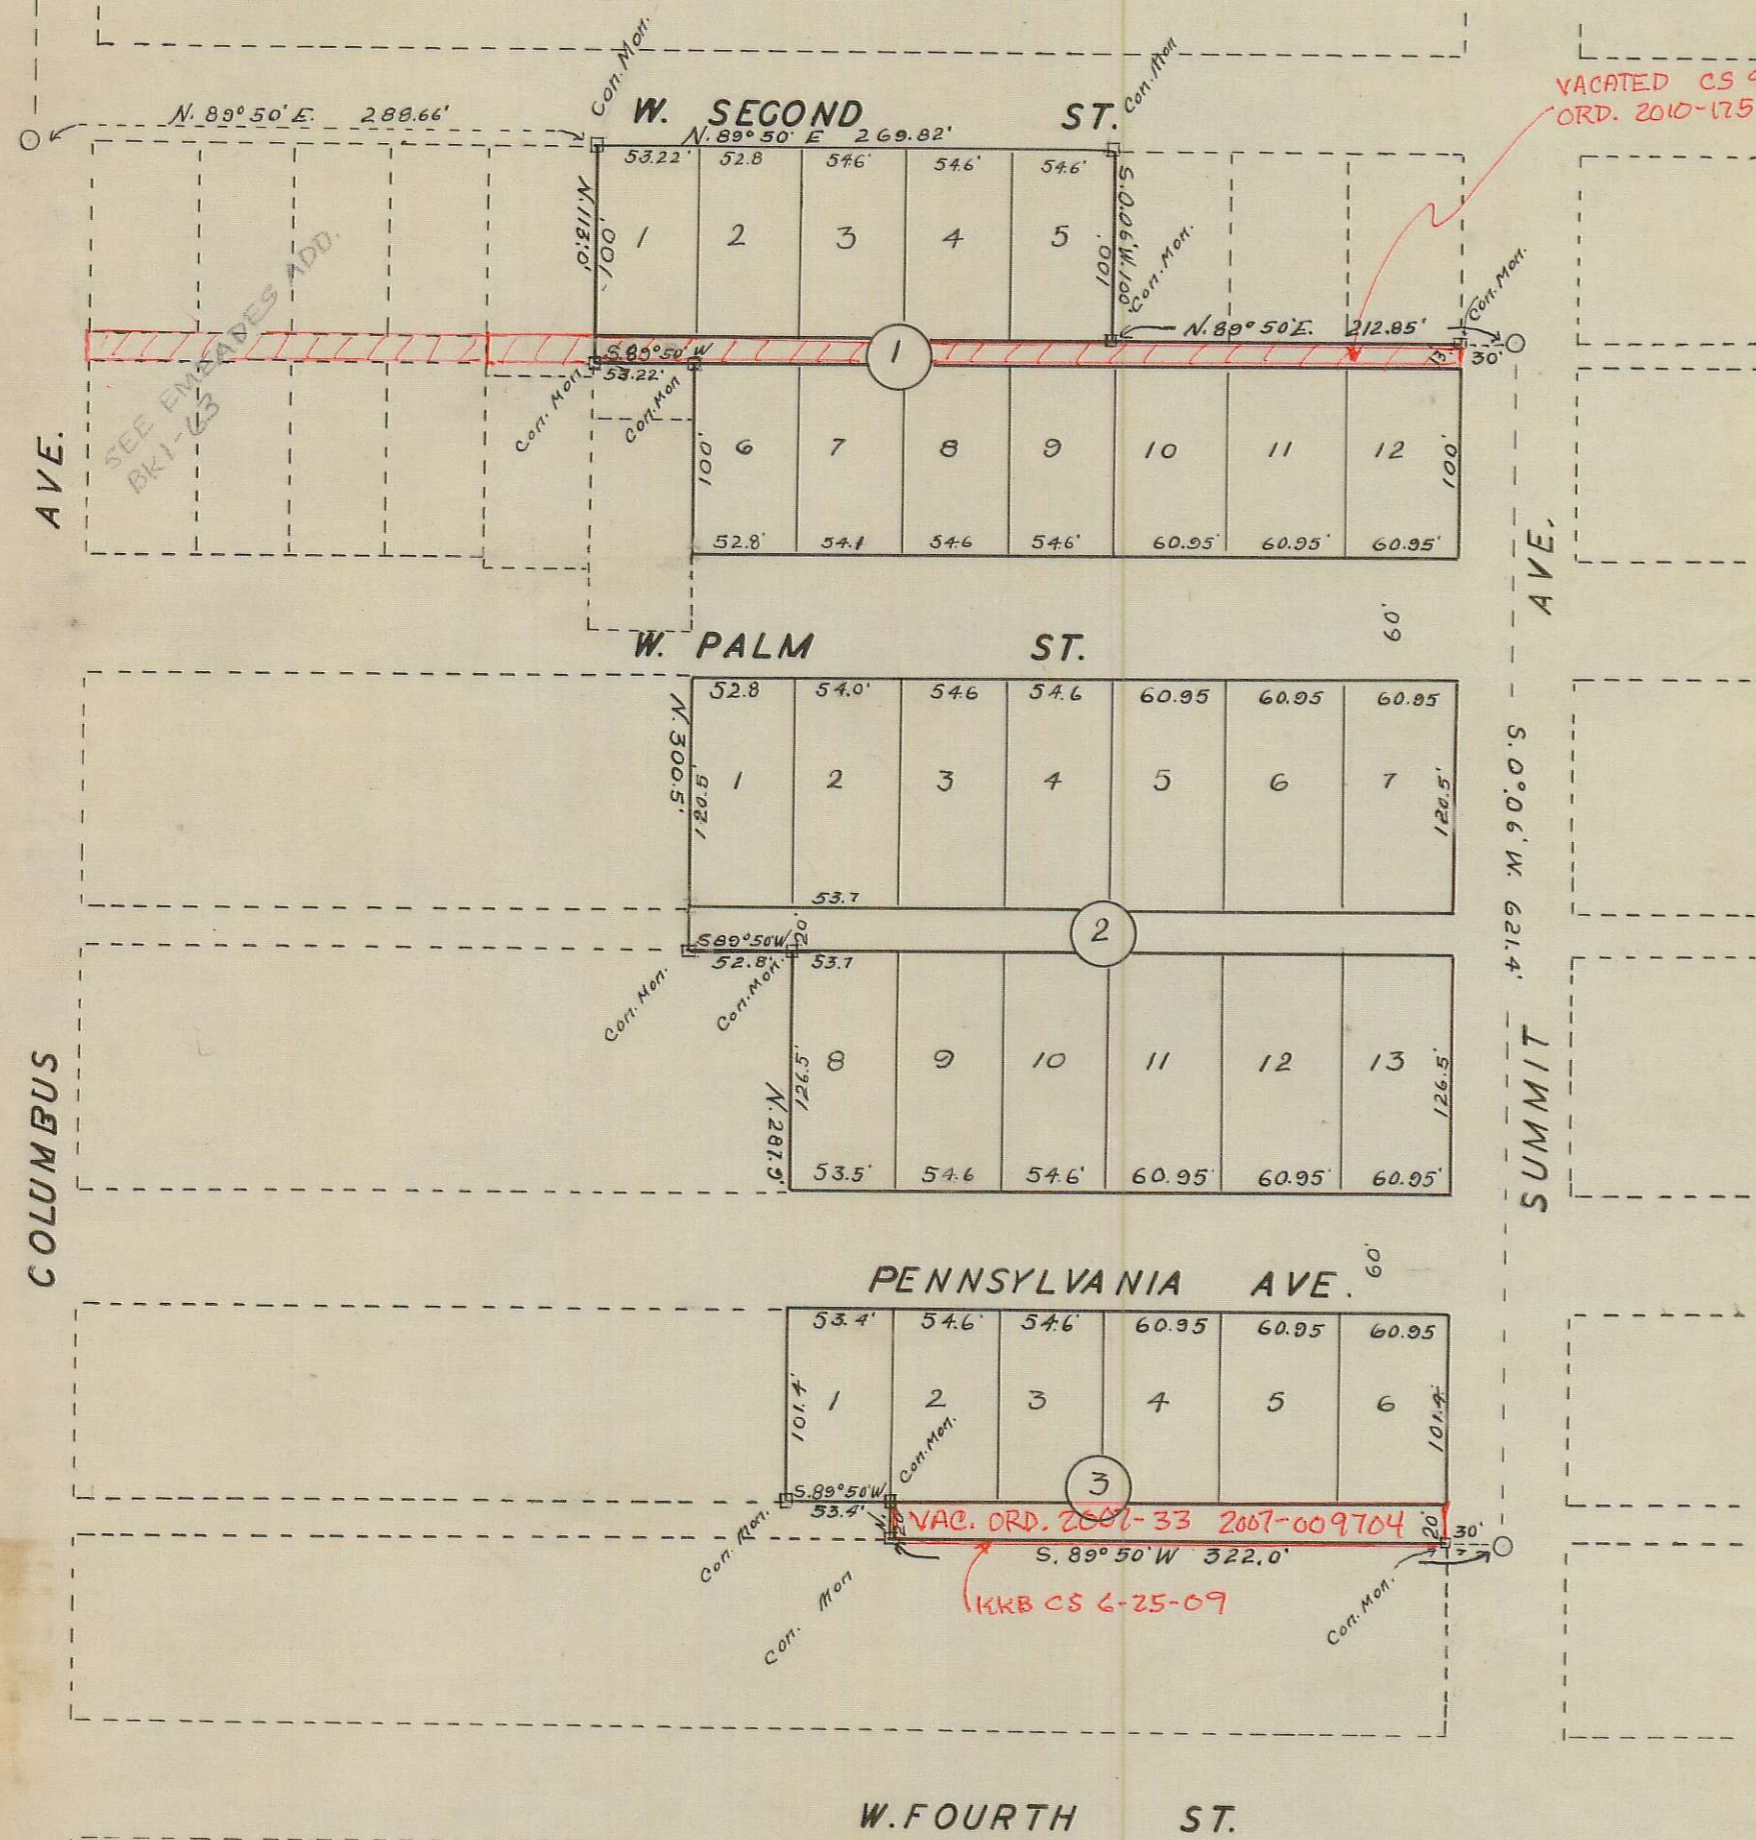 Con. Mon.
Con. Mon
VACATED CS
ORD. 2010-175
N. 89° 50' E. 288.66'
W. SECOND ST.
N. 89° 50' E 269.82'
53.22' 52.8 54.6' 54.6' 54.6'
N. 113.0'
100.'
1 2 3 4 5
100.'
S. 0.06' W. 100'
Con. Mon.
Con. Mon.
SEE EMEADES ADD.
BK 1-63
N. 89° 50' E. 212.85'
13'
30'
S. 89° 50' W
53.22'
1
Con. Mon.
Con. Mon
AVE.
100.'
6 7 8 9 10 11 12
100'
52.8' 54.1 54.6 54.6' 60.95' 60.95' 60.95'
AVE.
60'
W. PALM ST.
52.8 54.0' 54.6 54.6 60.95 60.95 60.95
N. 300.5'
120.5'
1 2 3 4 5 6 7
120.5'
S. 0°. 06' W. 621.4'
53.7
2
S 89° 50' W
20'
52.8' 53.7
Con. Mon.
Con. Mon.
COLUMBUS
SUMMIT
126.5'
8 9 10 11 12 13
126.5'
N. 287.9'
53.5' 54.6 54.6' 60.95' 60.95' 60.95'
PENNSYLVANIA AVE.
60'
53.4' 54.6' 54.6' 60.95 60.95 60.95
101.4'
1 2 3 4 5 6
101.4'
Con. Mon.
3
S. 89° 50' W
53.4'
N.
20'
VAC. ORD. 2007-33 2007-009704
20'
30'
S. 89° 50' W 322.0'
Con. Mon.
Con. Mon
Con. Mon.
KKB CS 6-25-09
W. FOURTH ST.